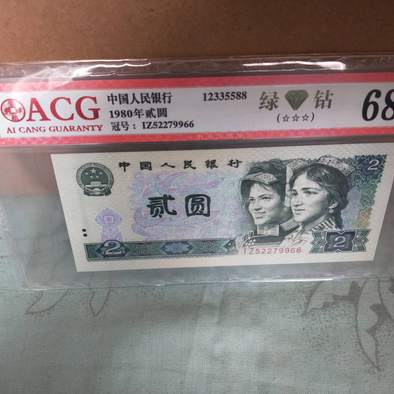 ACG
AI CANG GUARANTY
中国人民银行
1980年贰圆
冠号：IZ52279966
12335588
绿 钻
(☆☆☆)
68
中国人民银行
2
贰圆
2
2
IZ52279966